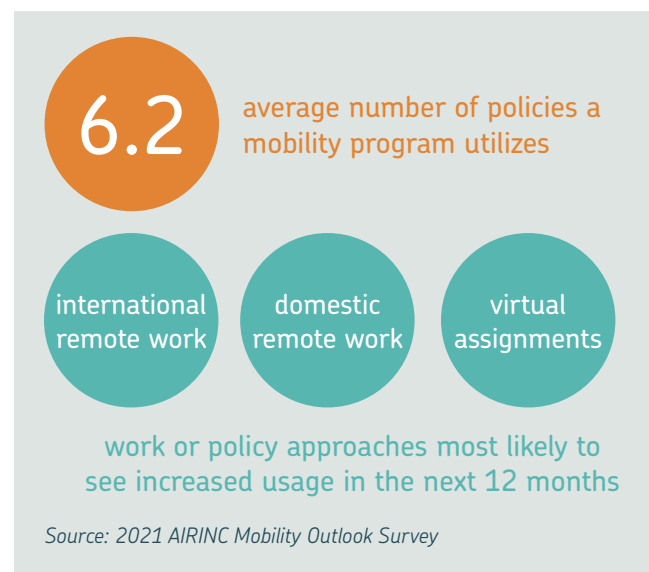 6.2
average number of policies a
mobility program utilizes
international
remote work
domestic
remote work
virtual
assignments
work or policy approaches most likely to
see increased usage in the next 12 months
Source: 2021 AIRINC Mobility Outlook Survey